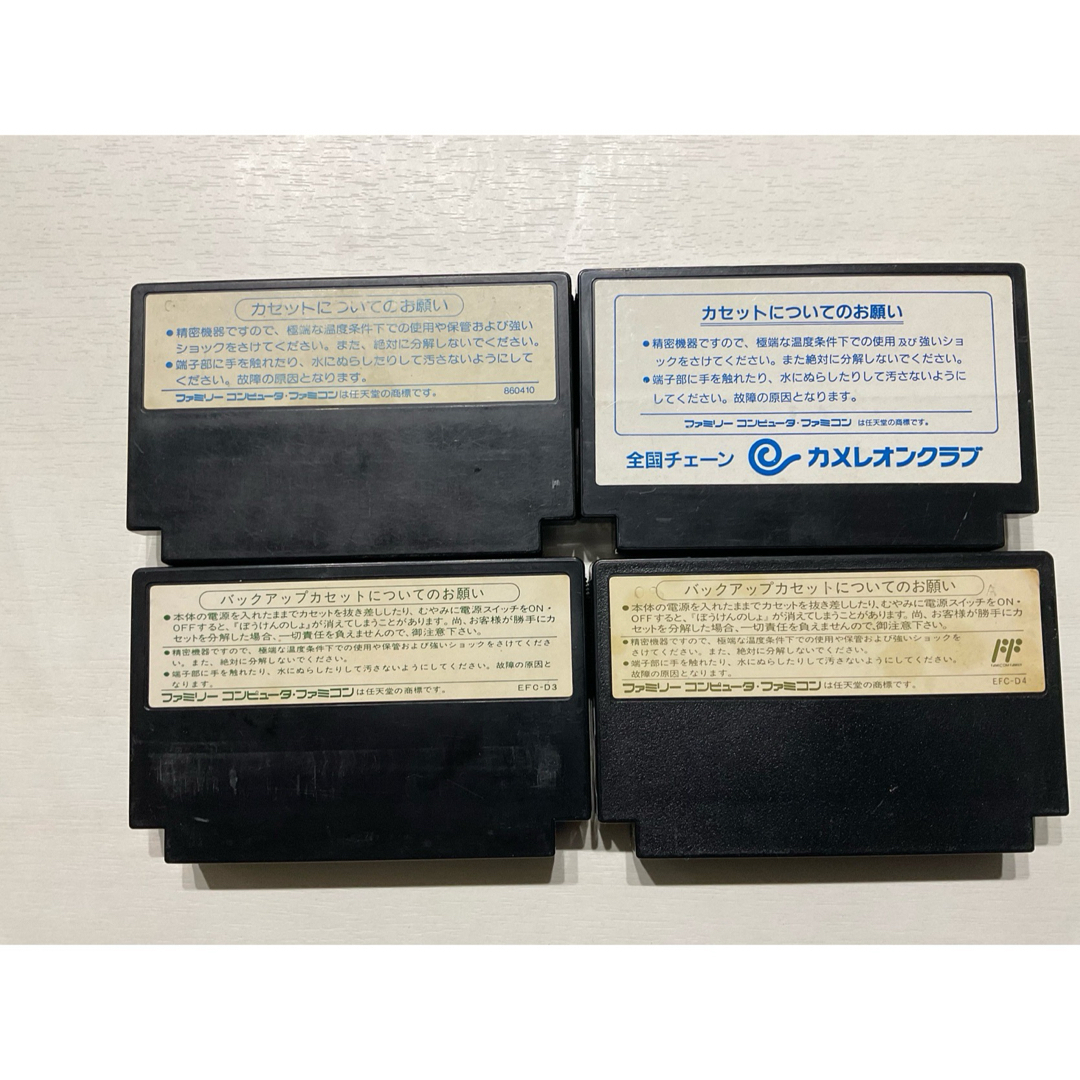 カセットについてのお願い
●精密機器ですので、極端な温度条件下での使用や保管および強い
ショックをさけてください。また、絶対に分解しないでください。
●端子部に手を触れたり、水にぬらしたりして汚さないようにして
ください。故障の原因となります。
ファミリーコンピュータ・ファミコンは任天堂の商標です。 860410
カセットについてのお願い
●精密機器ですので、極端な温度条件下での使用及び強いショ
ックをさけてください。また絶対に分解しないでください。
●端子部に手を触れたり、水にぬらしたりして汚さないように
してください。故障の原因となります。
ファミリーコンピュータ・ファミコン は任天堂の商標です。
全国チェーン カメレオンクラブ
バックアップカセットについてのお願い
●本体の電源を入れたままでカセットを抜き差ししたり、むやみに電源スイッチをON・
OFFすると、『ぼうけんのしょ』が消えてしまうことがあります。尚、お客様が勝手にカ
セットを分解した場合、一切責任を負えませんので、御注意下さい。
●精密機器ですので、極端な温度条件下での使用や保管および強いショックをさけてくださ
い。また、絶対に分解しないでください。
●端子部に手を触れたり、水にぬらしたりして汚さないようにしてください。故障の原因と
なります。
ファミリーコンピュータ・ファミコンは任天堂の商標です。 EFC-D3
バックアップカセットについてのお願い
●本体の電源を入れたままでカセットを抜き差ししたり、むやみに電源スイッチをON・
OFFすると、『ぼうけんのしょ』が消えてしまうことがあります。尚、お客様が勝手にカ
セットを分解した場合、一切責任を負えませんので、御注意下さい。
●精密機器ですので、極端な温度条件下での使用や保管および強いショックを
さけてください。また、絶対に分解しないでください。
●端子部に手を触れたり、水にぬらしたりして汚さないようにしてください。
故障の原因となります。
FF
FAMICOM FAMILY
ファミリーコンピュータ・ファミコンは任天堂の商標です。 EFC-D4